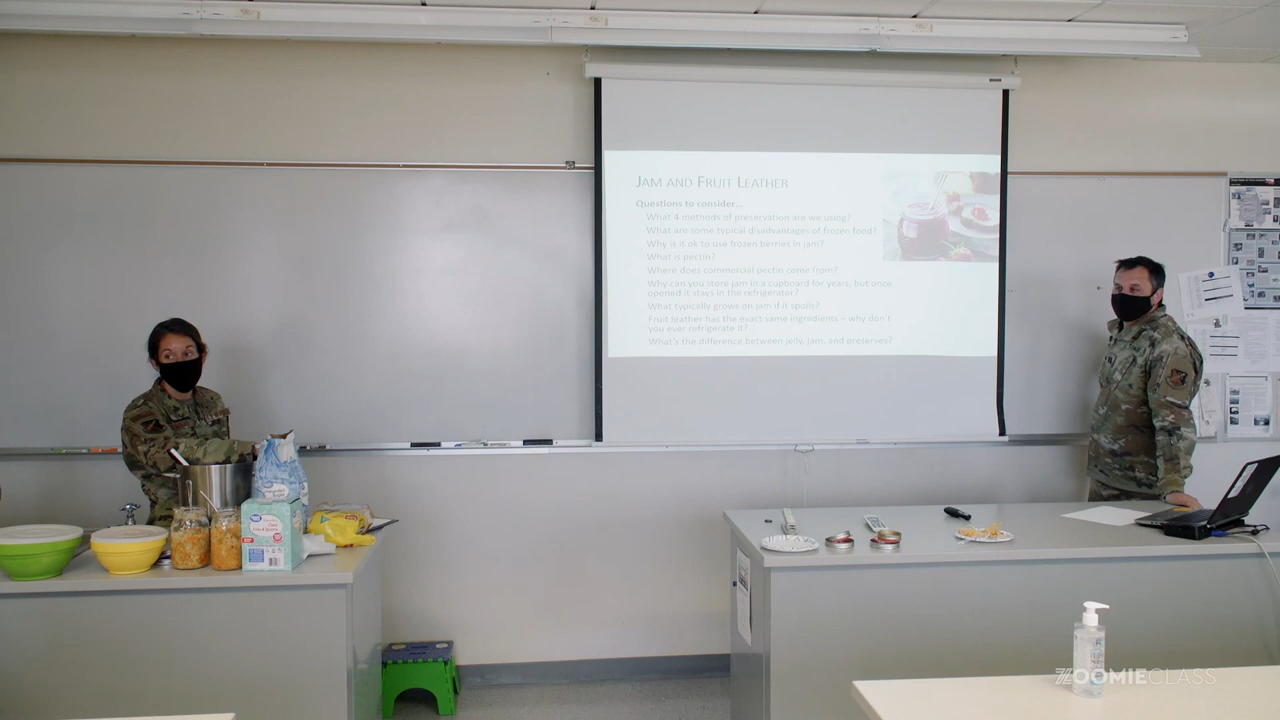 JAM AND FRUIT LEATHER
Questions to consider...
What 4 methods of preservation are we using?
What are some typical disadvantages of frozen food?
Why is it ok to use frozen berries in jam?
What is pectin?
Where does commercial pectin come from?
Why can you store jam in a cupboard for years, but once
opened it stays in the refrigerator?
What typically grows on jam if it spoils?
Fruit leather has the exact same ingredients – why don't
you ever refrigerate it?
What's the difference between jelly, jam, and preserves?
ZOOMIECLASS